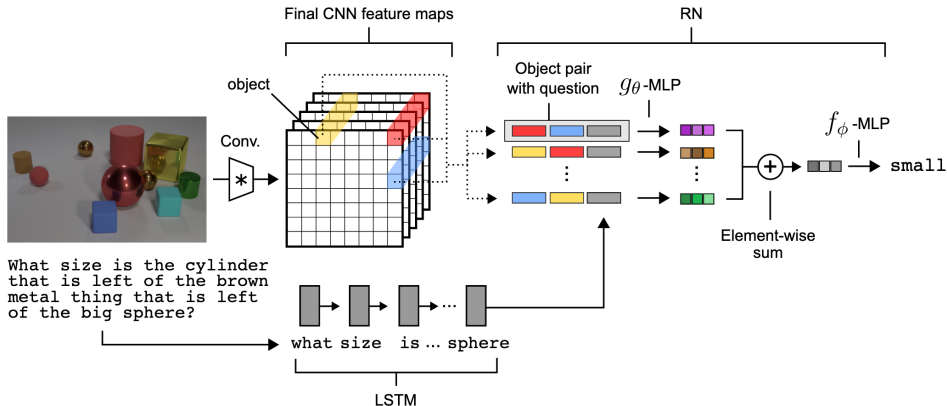 Final CNN feature maps
RN
object
Object pair
with question
gθ-MLP
fϕ-MLP
Conv.
*
+
small
Element-wise
sum
What size is the cylinder
that is left of the brown
metal thing that is left
of the big sphere?
...
what size is ... sphere
LSTM